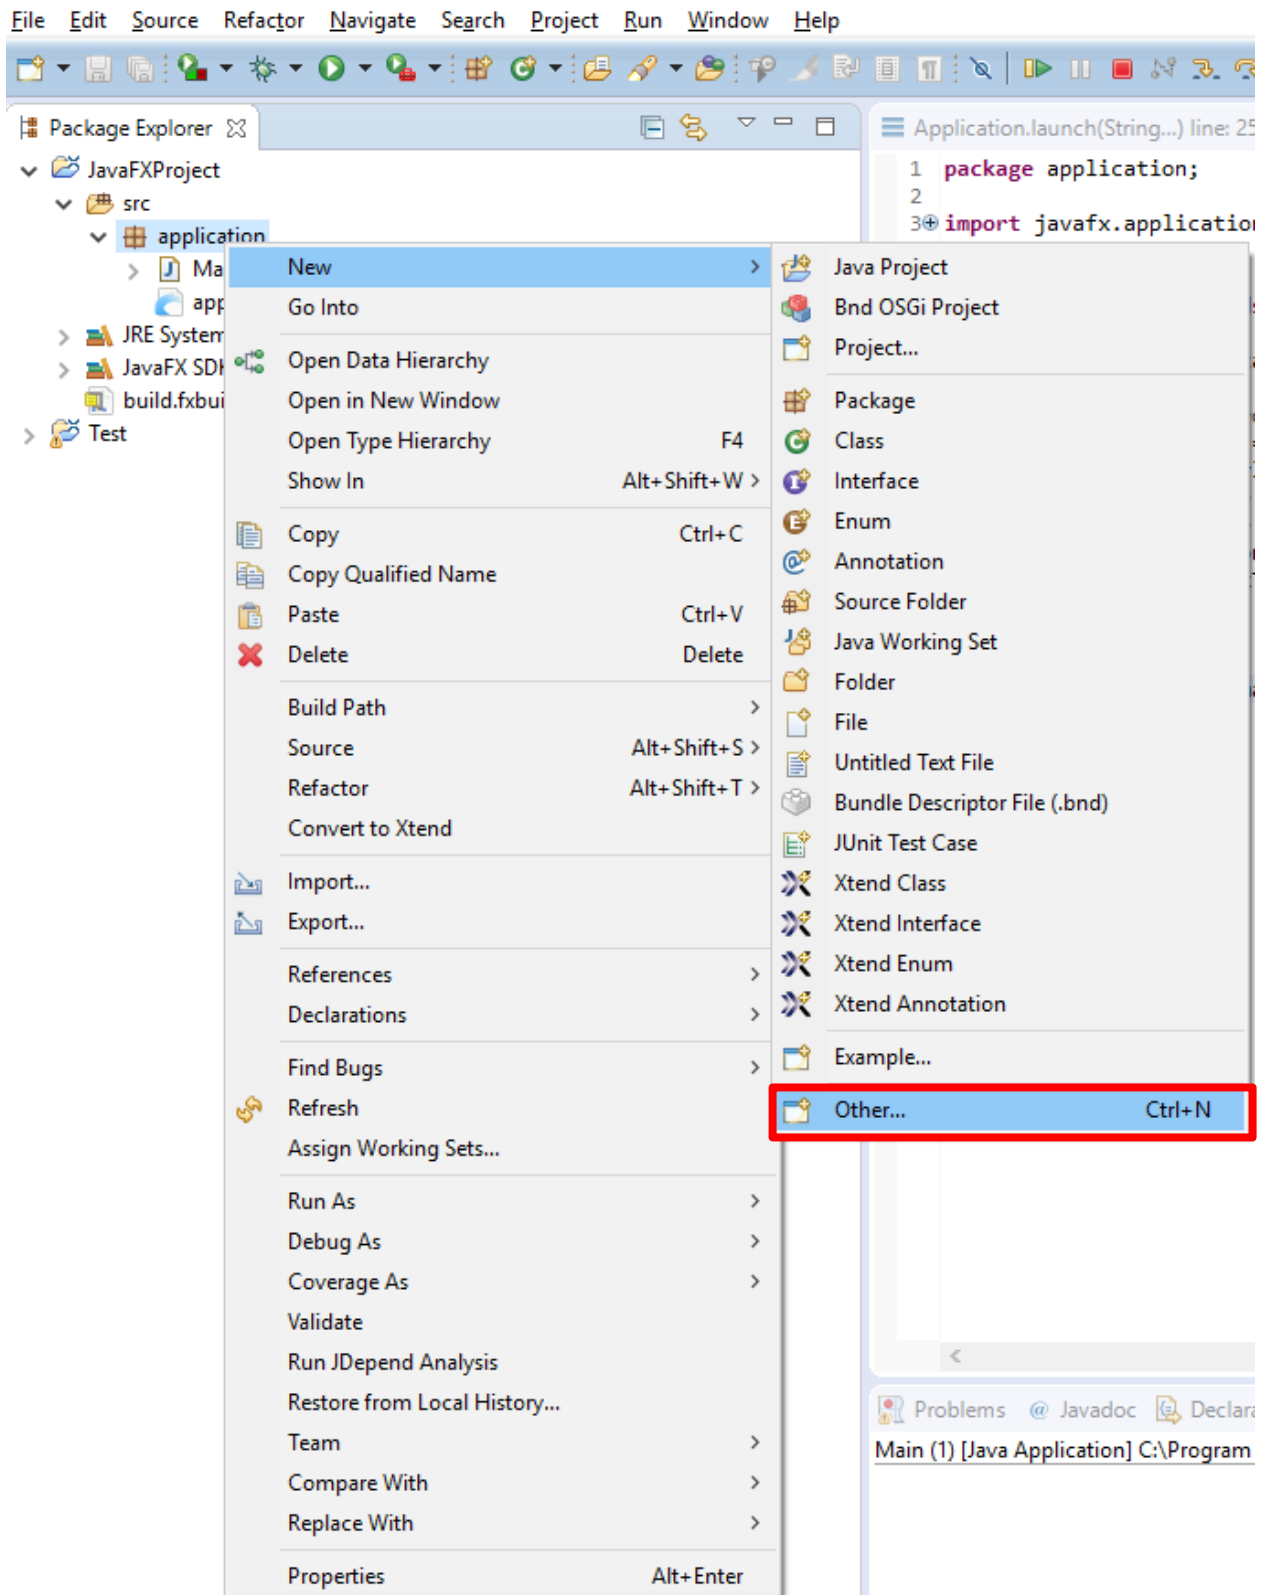 File Edit Source Refactor Navigate Search Project Run Window Help
Package Explorer
Application.launch(String...) line: 25
JavaFXProject
1 package application;
src
2
application
3 import javafx.applicatio
Ma
app
JRE System
JavaFX SD
build.fxbui
Test
New
Go Into
Open Data Hierarchy
Open in New Window
Open Type Hierarchy F4
Show In Alt+Shift+W >
Copy Ctrl+C
Copy Qualified Name
Paste Ctrl+V
Delete Delete
Build Path
Source Alt+Shift+S >
Refactor Alt+Shift+T >
Convert to Xtend
Import...
Export...
References
Declarations
Find Bugs
Refresh
Assign Working Sets...
Run As
Debug As
Coverage As
Validate
Run JDepend Analysis
Restore from Local History...
Team
Compare With
Replace With
Properties Alt+Enter
Java Project
Bnd OSGi Project
Project...
Package
Class
Interface
Enum
Annotation
Source Folder
Java Working Set
Folder
File
Untitled Text File
Bundle Descriptor File (.bnd)
JUnit Test Case
Xtend Class
Xtend Interface
Xtend Enum
Xtend Annotation
Example...
Other... Ctrl+N
Problems @ Javadoc Declara
Main (1) [Java Application] C:\Program